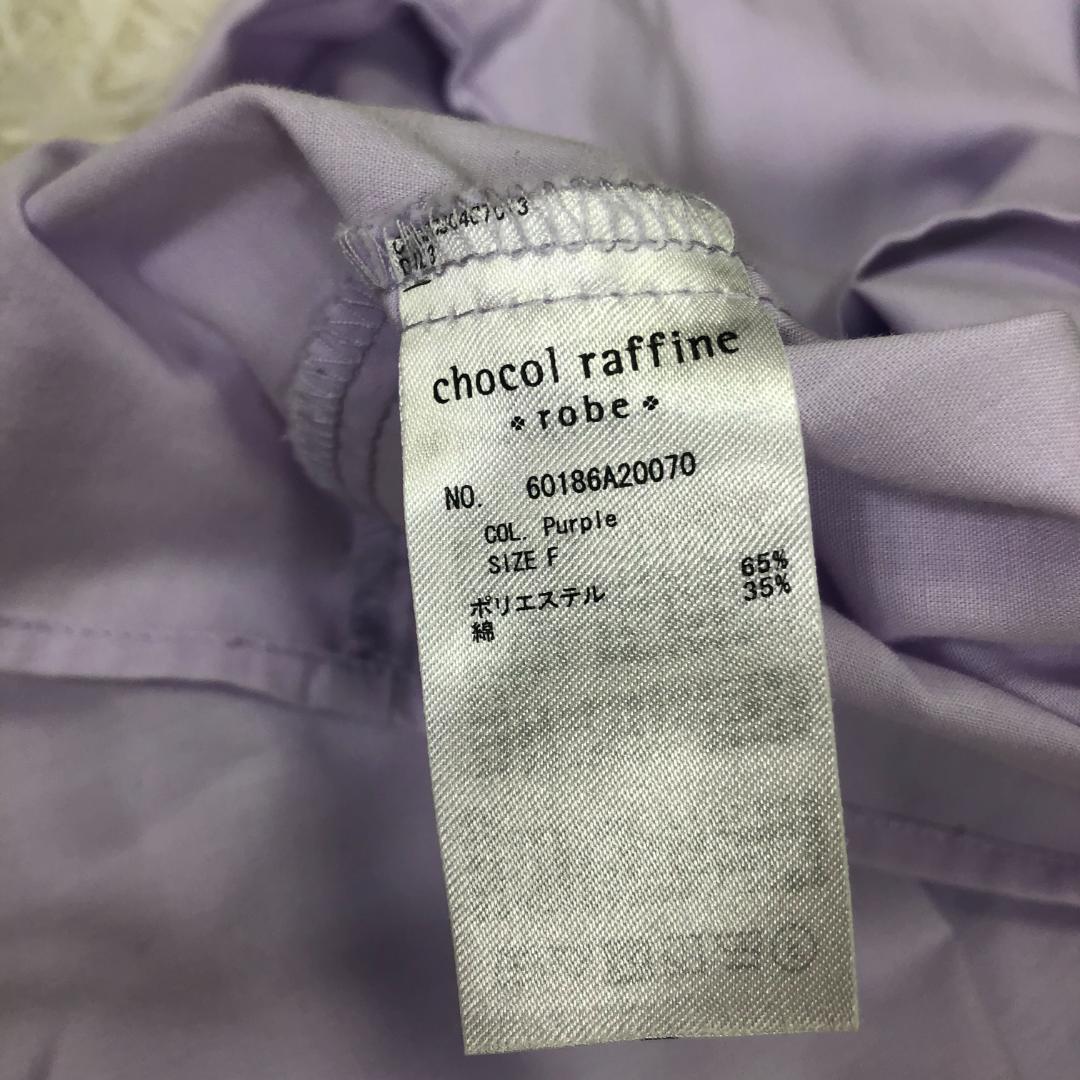 chocol raffine
robe
NO. 60186A20070
COL. Purple
SIZE F
ポリエステル 65%
綿 35%